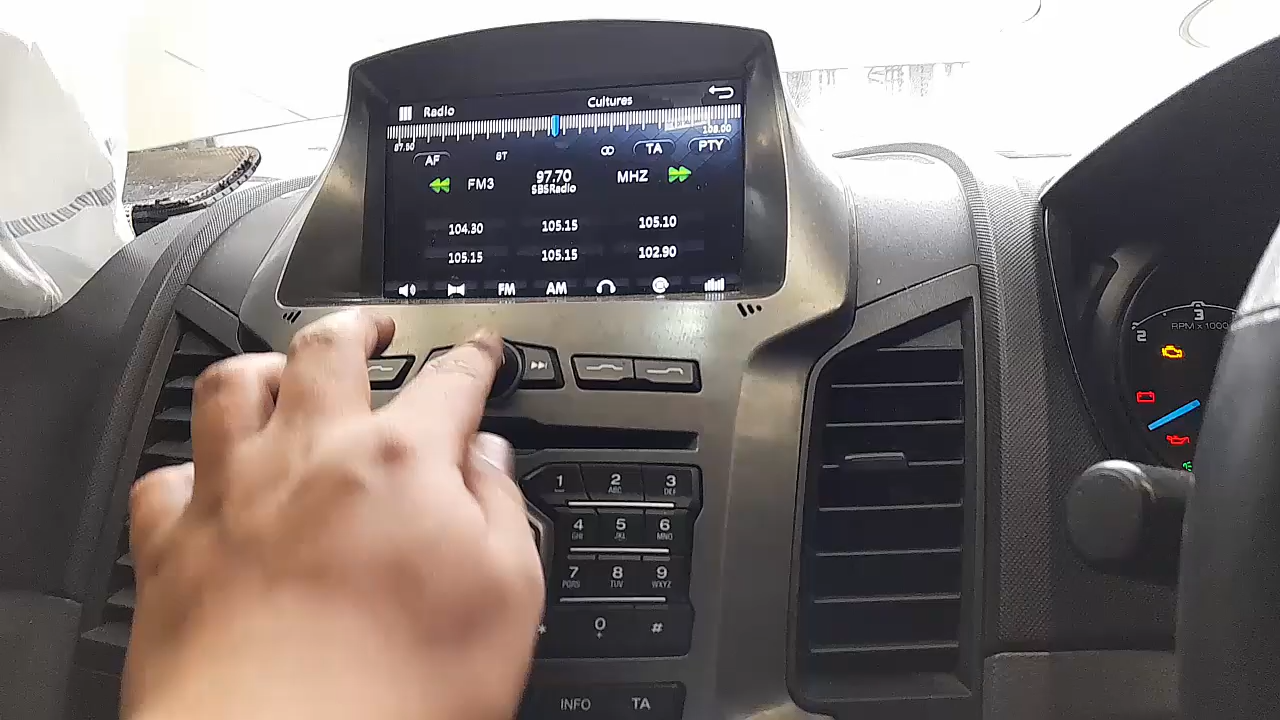 Radio
Cultures
87.50
108.00
AF
ST
TA
PTY
FM3
97.70
MHZ
SBSRadio
104.30
105.15
105.10
105.15
105.15
102.90
FM
AM
1
2
3
ABC
DEF
4
5
6
GHI
JKL
MNO
7
8
9
PQRS
TUV
WXYZ
*
0
#
+
INFO
TA
2
3
RPM x 1000